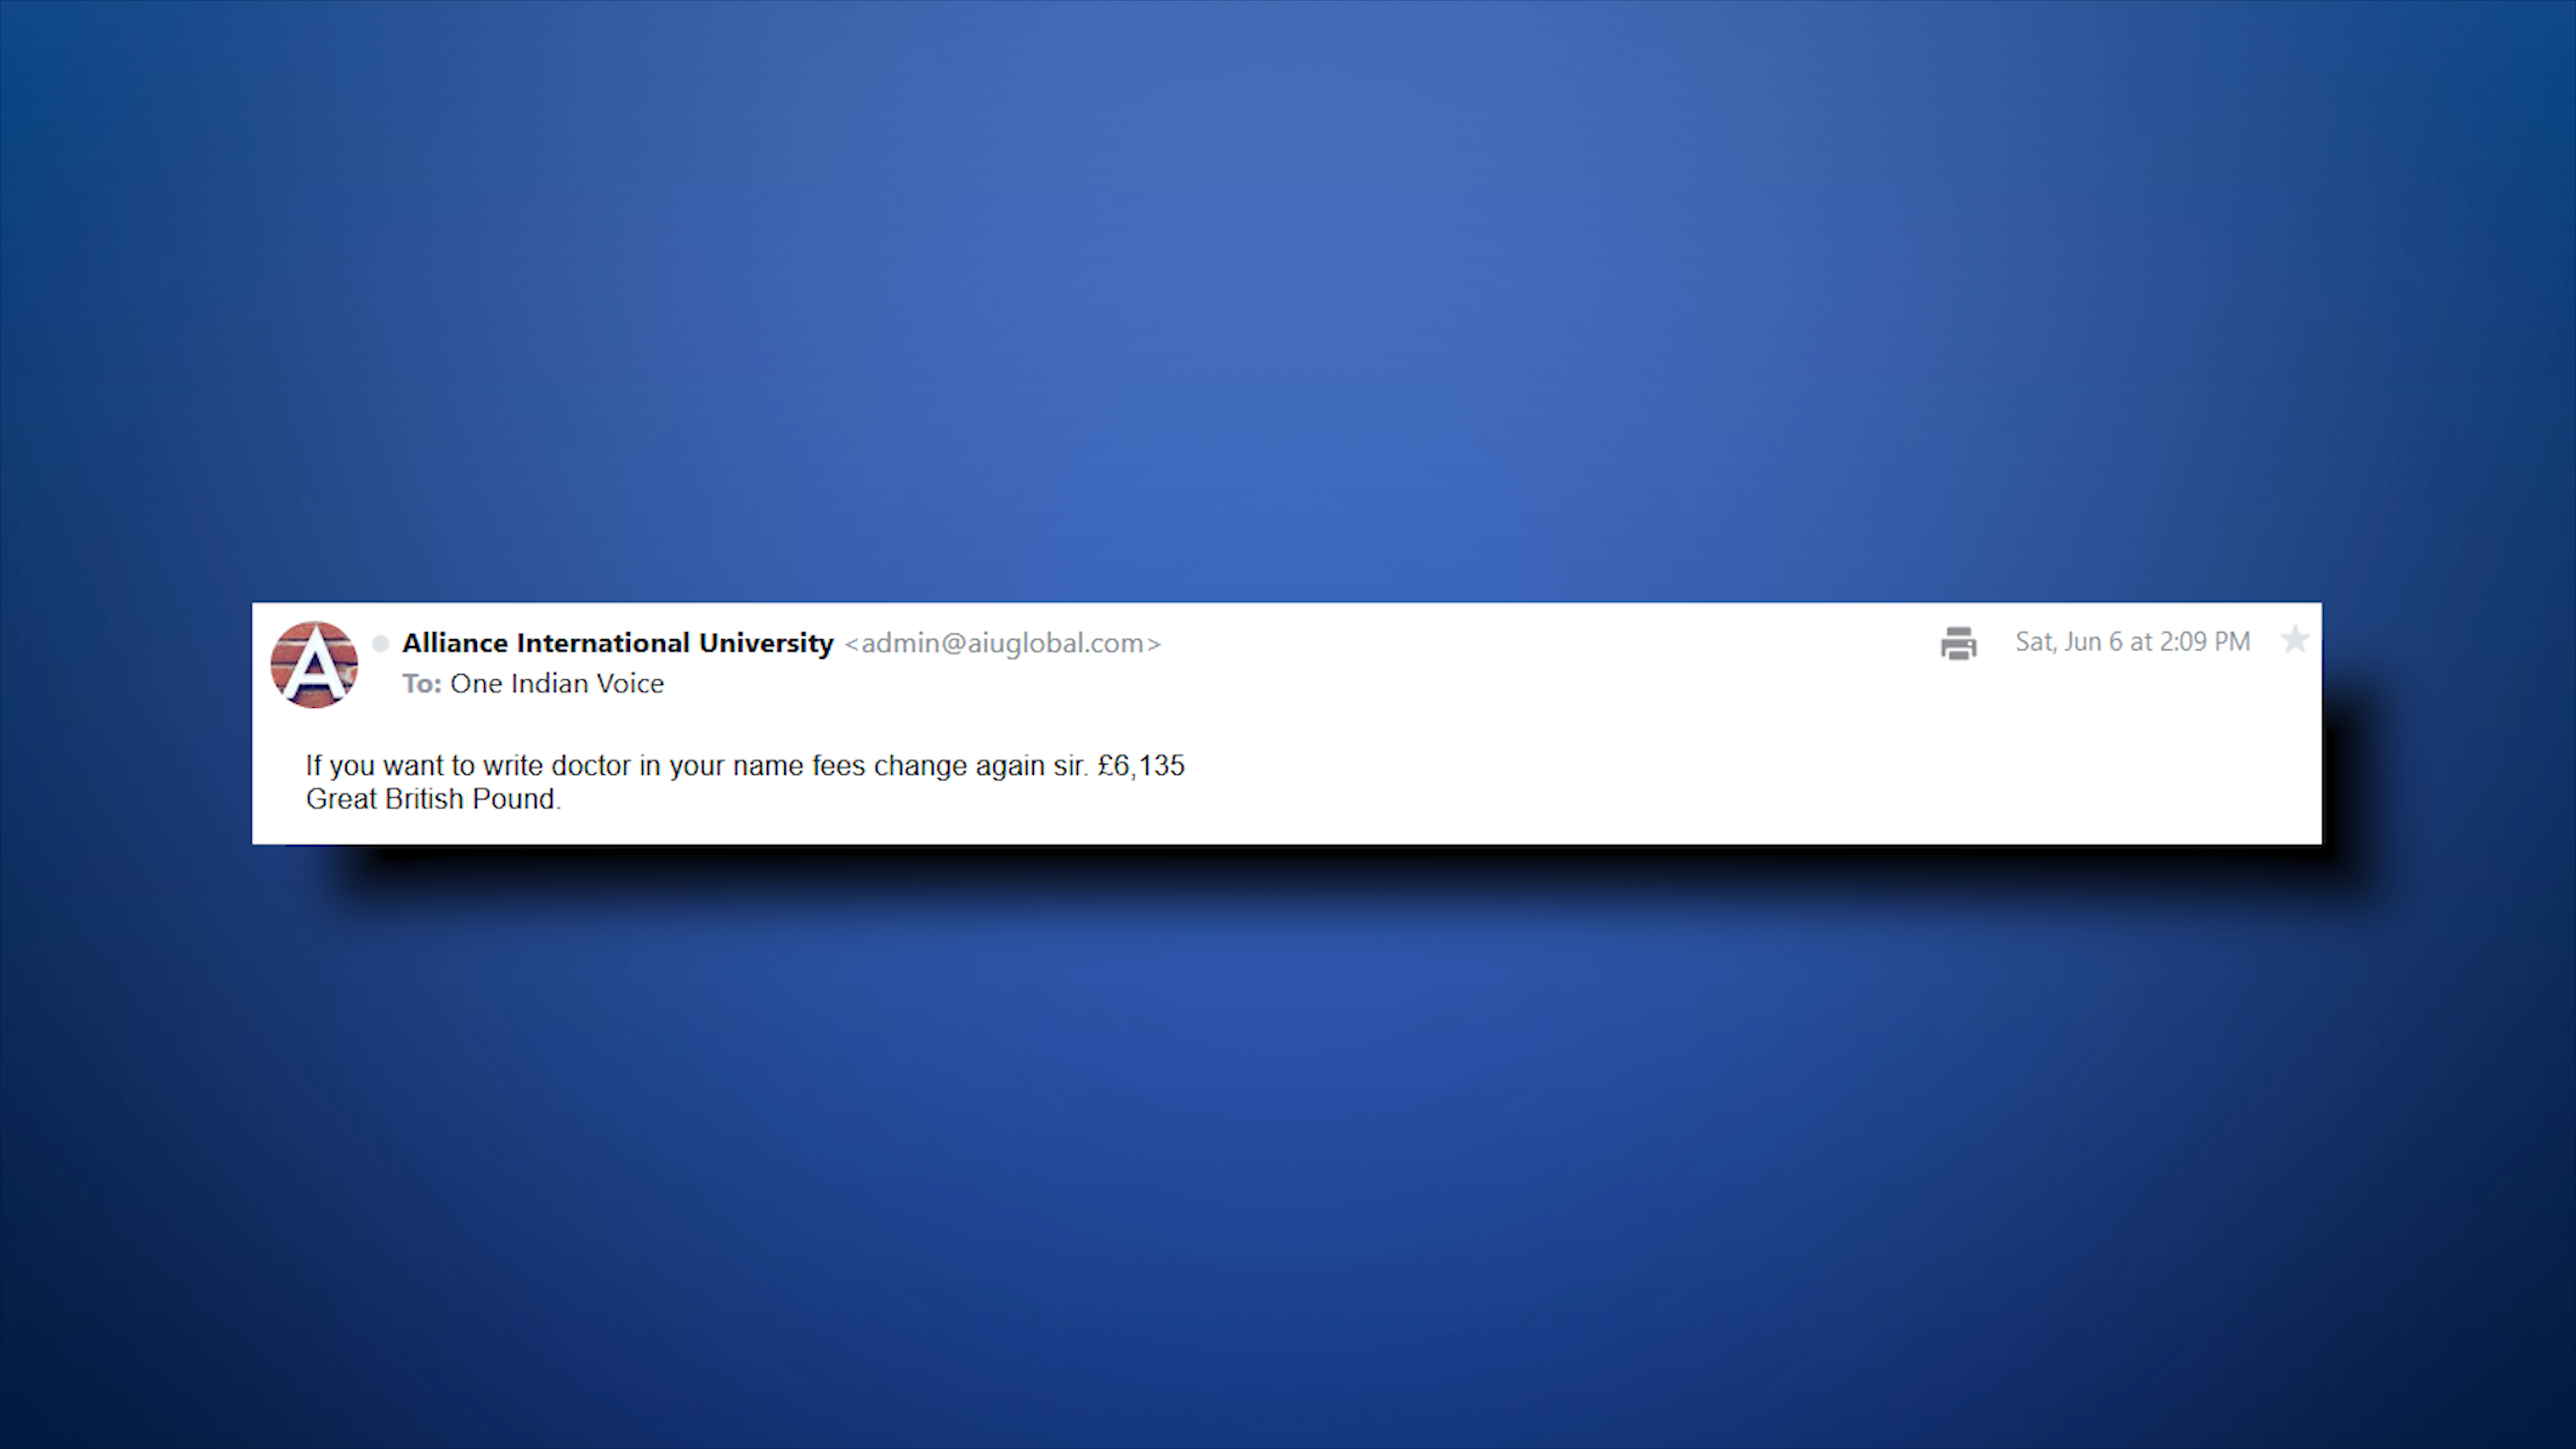 A
Alliance International University <admin@aiuglobal.com>
Sat, Jun 6 at 2:09 PM
To: One Indian Voice
If you want to write doctor in your name fees change again sir. £6,135
Great British Pound.